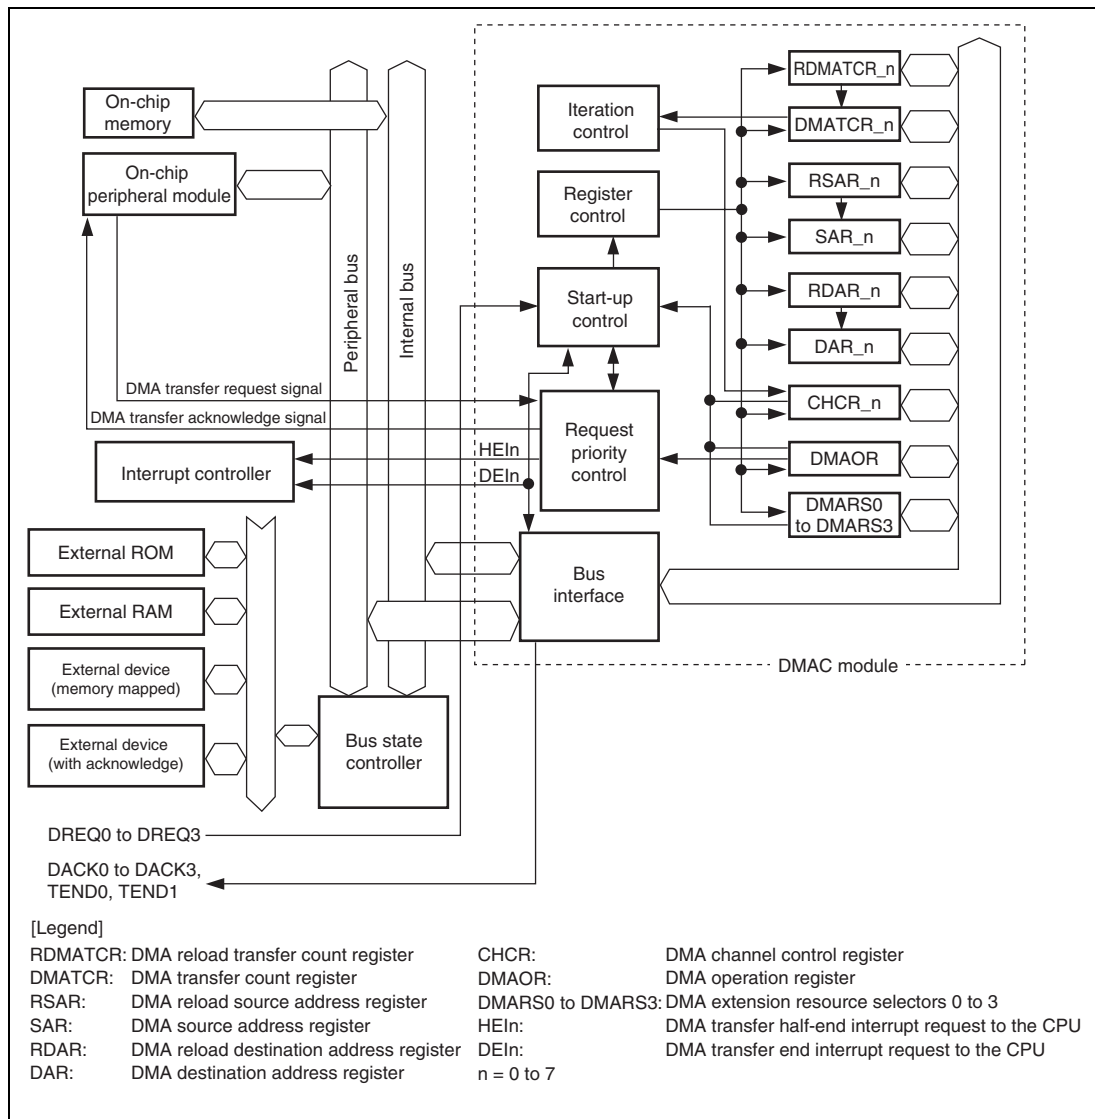 On-chip
memory
On-chip
peripheral module
Peripheral bus
Internal bus
Iteration
control
Register
control
Start-up
control
Request
priority
control
Bus
interface
RDMATCR_n
DMATCR_n
RSAR_n
SAR_n
RDAR_n
DAR_n
CHCR_n
DMAOR
DMARS0
to DMARS3
DMA transfer request signal
DMA transfer acknowledge signal
HEIn
DEIn
Interrupt controller
External ROM
External RAM
External device
(memory mapped)
External device
(with acknowledge)
Bus state
controller
DMAC module
DREQ0 to DREQ3
DACK0 to DACK3,
TEND0, TEND1
[Legend]
RDMATCR: DMA reload transfer count register
DMATCR: DMA transfer count register
RSAR: DMA reload source address register
SAR: DMA source address register
RDAR: DMA reload destination address register
DAR: DMA destination address register
CHCR: DMA channel control register
DMAOR: DMA operation register
DMARS0 to DMARS3: DMA extension resource selectors 0 to 3
HEIn: DMA transfer half-end interrupt request to the CPU
DEIn: DMA transfer end interrupt request to the CPU
n = 0 to 7